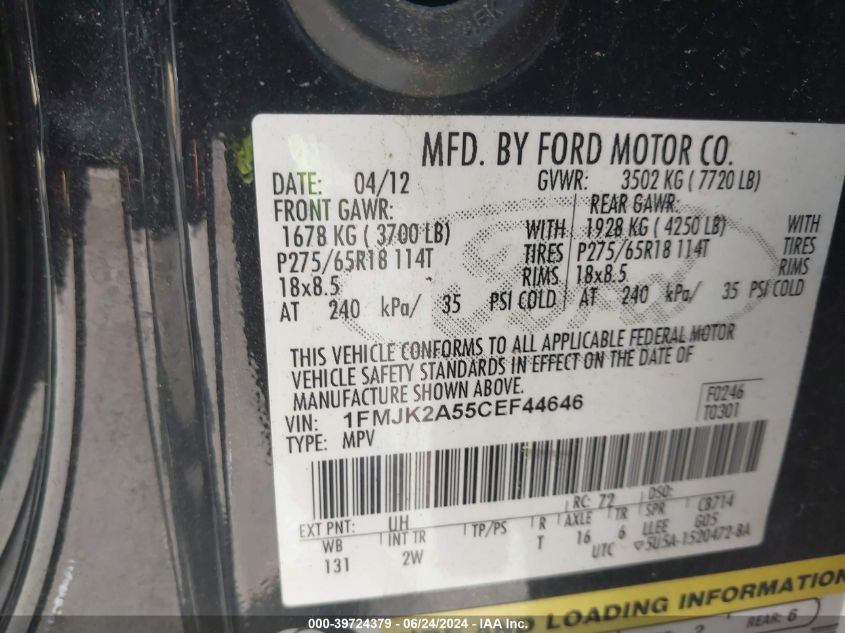 MFD. BY FORD MOTOR CO.
DATE: 04/12 GVWR: 3502 KG ( 7720 LB)
FRONT GAWR: REAR GAWR:
1678 KG ( 3700 LB) WITH 1928 KG ( 4250 LB) WITH
P275/65R18 114T TIRES P275/65R18 114T TIRES
18x8.5 RIMS 18x8.5 RIMS
AT 240 kPa/ 35 PSI COLD AT 240 kPa/ 35 PSI COLD
THIS VEHICLE CONFORMS TO ALL APPLICABLE FEDERAL MOTOR
VEHICLE SAFETY STANDARDS IN EFFECT ON THE DATE OF
MANUFACTURE SHOWN ABOVE.
VIN: 1FMJK2A55CEF44646
TYPE: MPV
F0246
T0301
RC: 72 DSO:
EXT PNT: UH C8714
WB INT TR TP/PS R AXLE TR SPR G05
131 2W T 16 6 LLEE
UTC 5U5A-1520472-BA
LOADING INFORMATION
REAR: 6
000-39724379 - 06/24/2024 - IAA Inc.